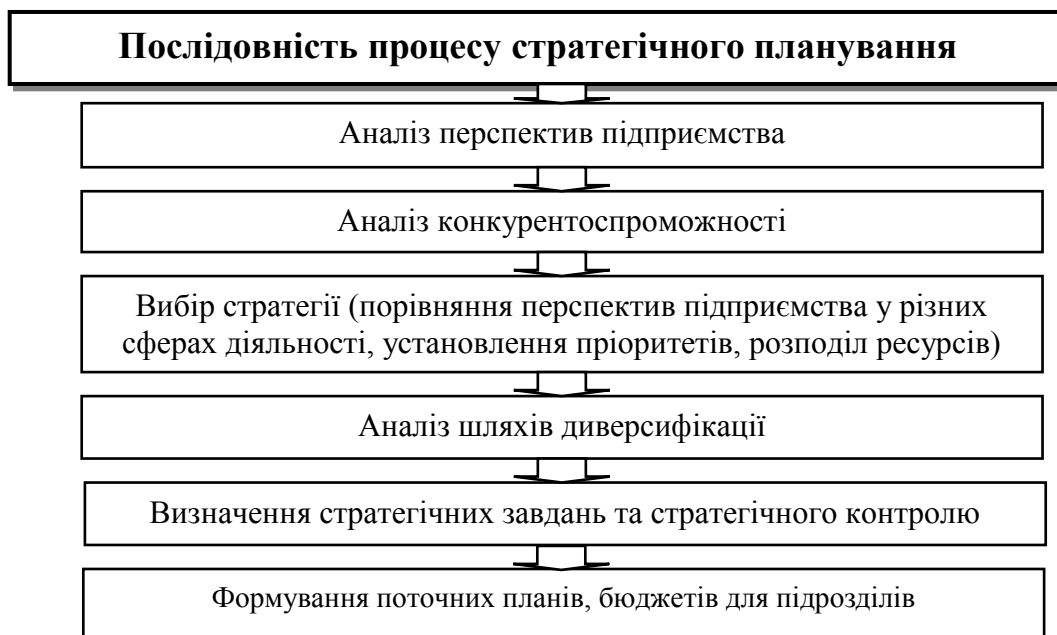 Послідовність процесу стратегічного планування
Аналіз перспектив підприємства
Аналіз конкурентоспроможності
Вибір стратегії (порівняння перспектив підприємства у різних
сферах діяльності, установлення пріоритетів, розподіл ресурсів)
Аналіз шляхів диверсифікації
Визначення стратегічних завдань та стратегічного контролю
Формування поточних планів, бюджетів для підрозділів